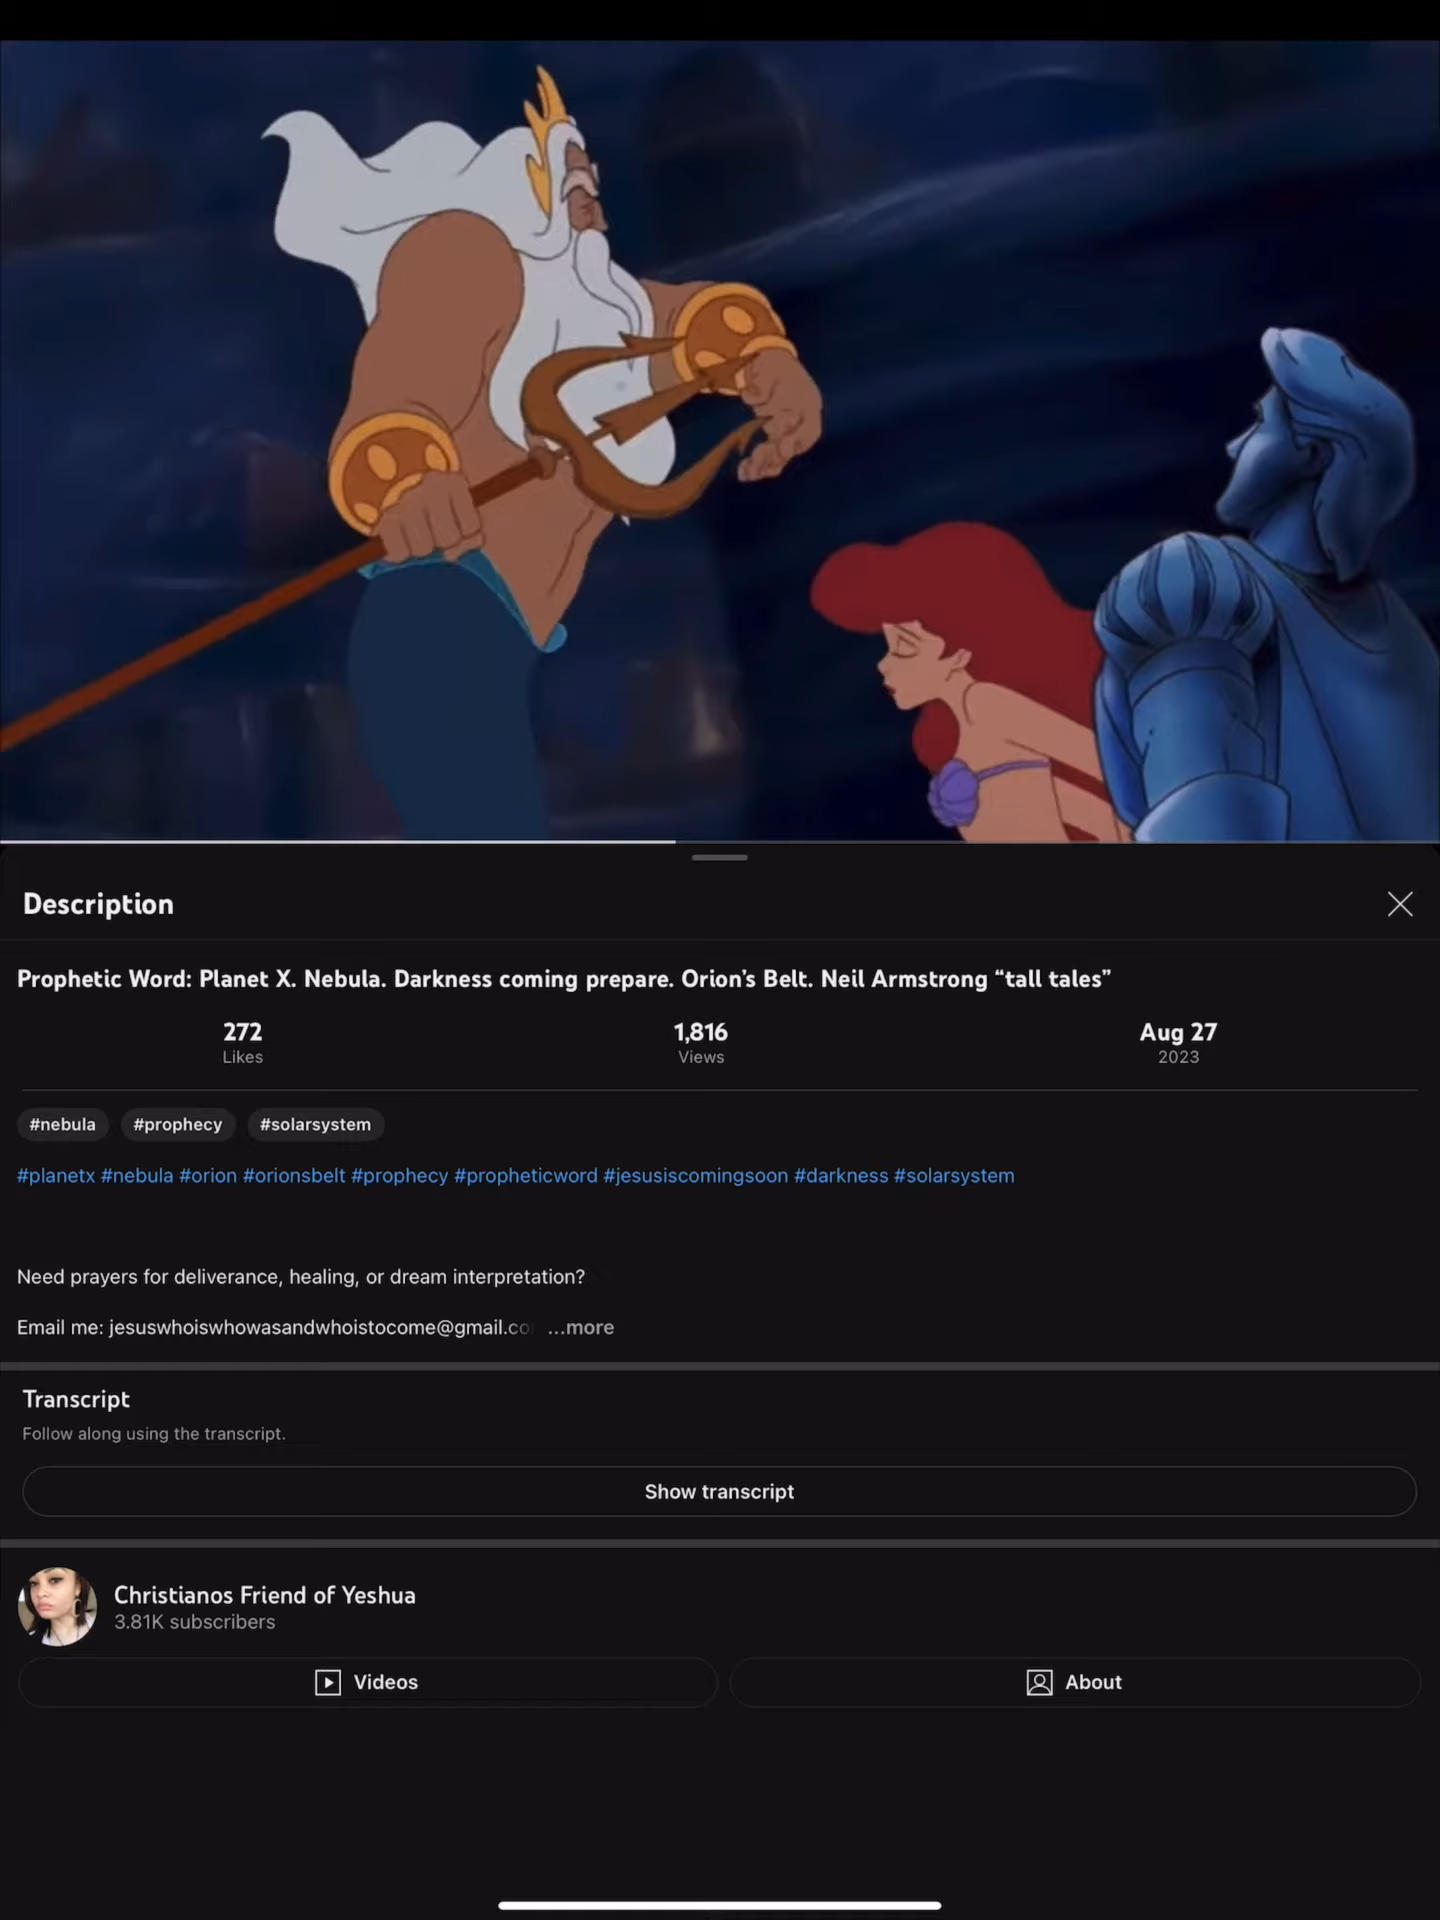 Description
Prophetic Word: Planet X. Nebula. Darkness coming prepare. Orion’s Belt. Neil Armstrong “tall tales”
272
Likes
1,816
Views
Aug 27
2023
#nebula #prophecy #solarsystem
#planetx #nebula #orion #orionsbelt #prophecy #propheticword #jesusiscomingsoon #darkness #solarsystem
Need prayers for deliverance, healing, or dream interpretation?
Email me: jesuswhoiswhowasandwhoistocome@gmail.co ...more
Transcript
Follow along using the transcript.
Show transcript
Christianos Friend of Yeshua
3.81K subscribers
Videos
About